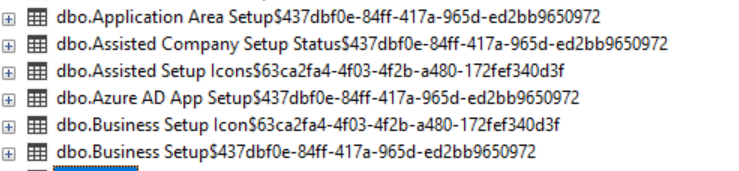 dbo.Application Area Setup$437dbf0e-84ff-417a-965d-ed2bb9650972
dbo.Assisted Company Setup Status$437dbf0e-84ff-417a-965d-ed2bb9650972
dbo.Assisted Setup Icons$63ca2fa4-4f03-4f2b-a480-172fef340d3f
dbo.Azure AD App Setup$437dbf0e-84ff-417a-965d-ed2bb9650972
dbo.Business Setup Icon$63ca2fa4-4f03-4f2b-a480-172fef340d3f
dbo.Business Setup$437dbf0e-84ff-417a-965d-ed2bb9650972